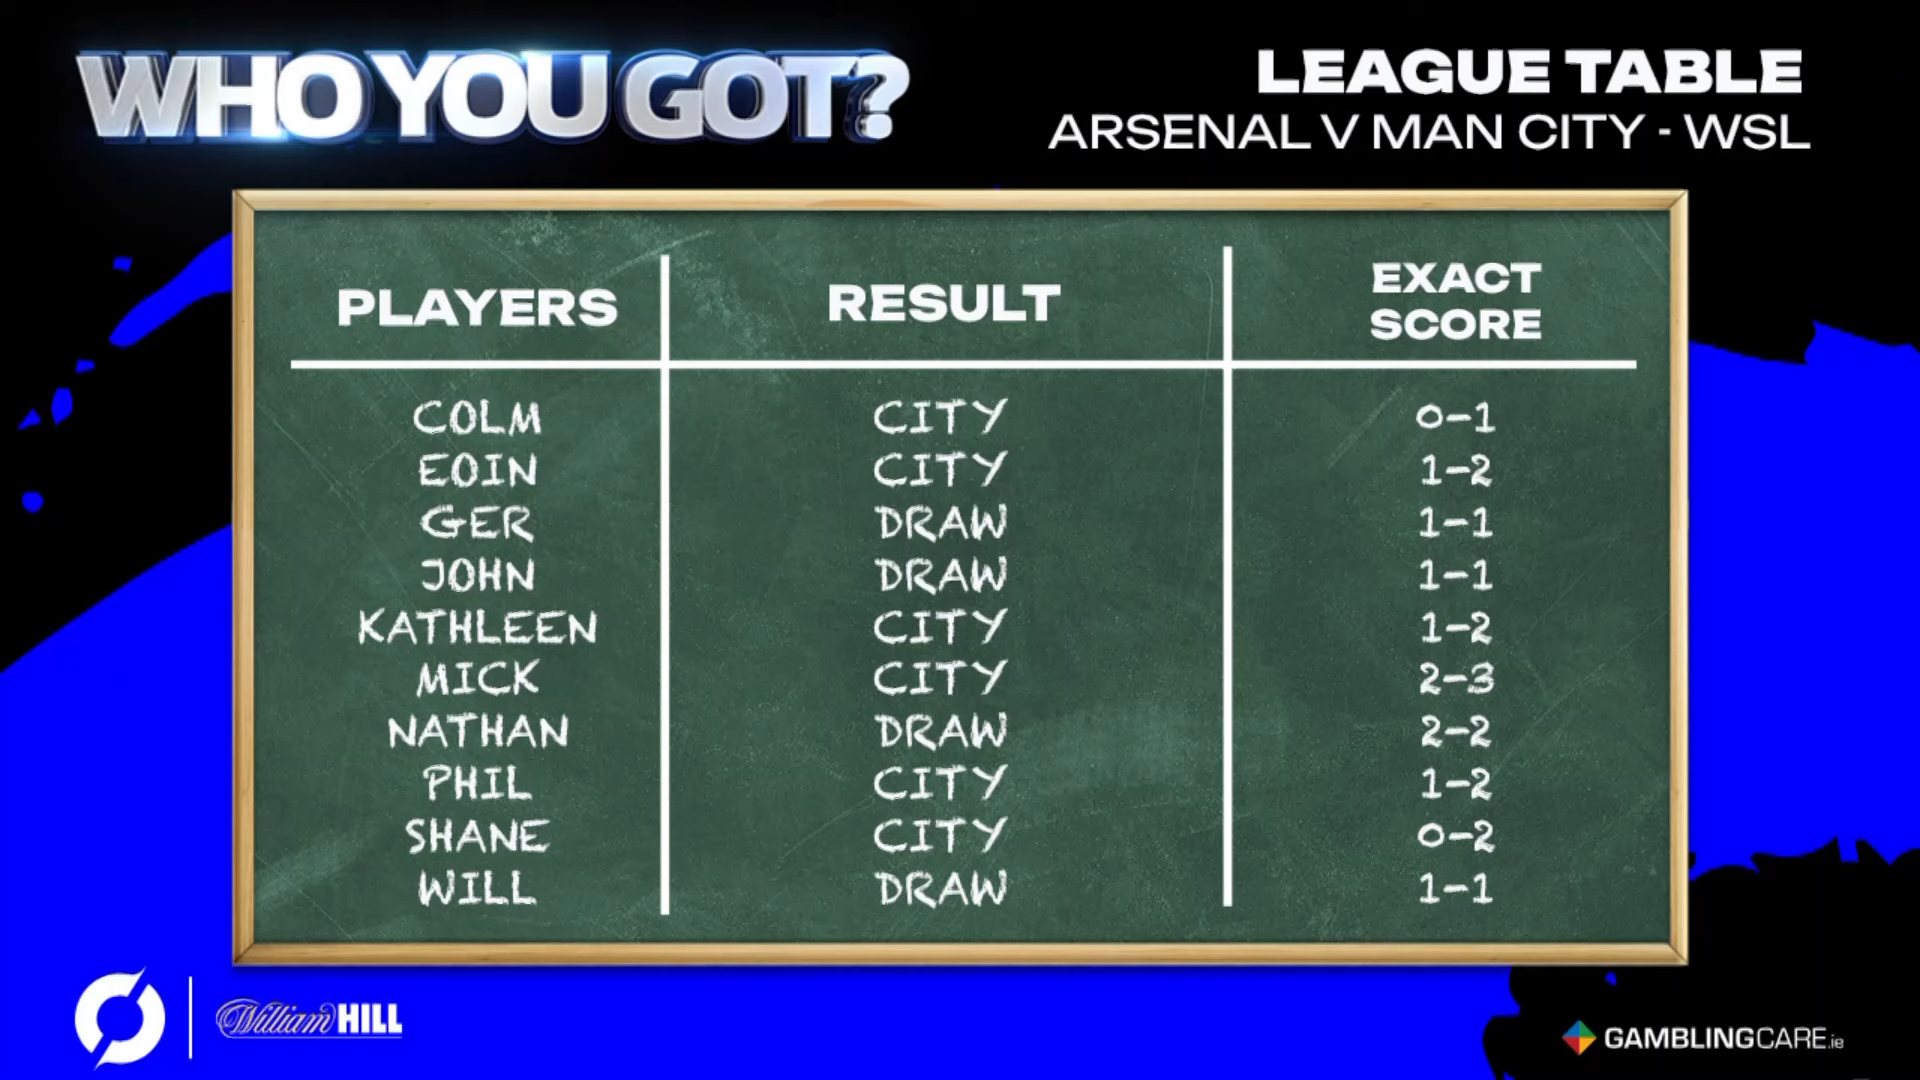 WHO YOU GOT?
LEAGUE TABLE
ARSENAL V MAN CITY - WSL
PLAYERS RESULT EXACT SCORE
COLM CITY 0-1
EOIN CITY 1-2
GER DRAW 1-1
JOHN DRAW 1-1
KATHLEEN CITY 1-2
MICK CITY 2-3
NATHAN DRAW 2-2
PHIL CITY 1-2
SHANE CITY 0-2
WILL DRAW 1-1
William HILL
GAMBLINGCARE.ie